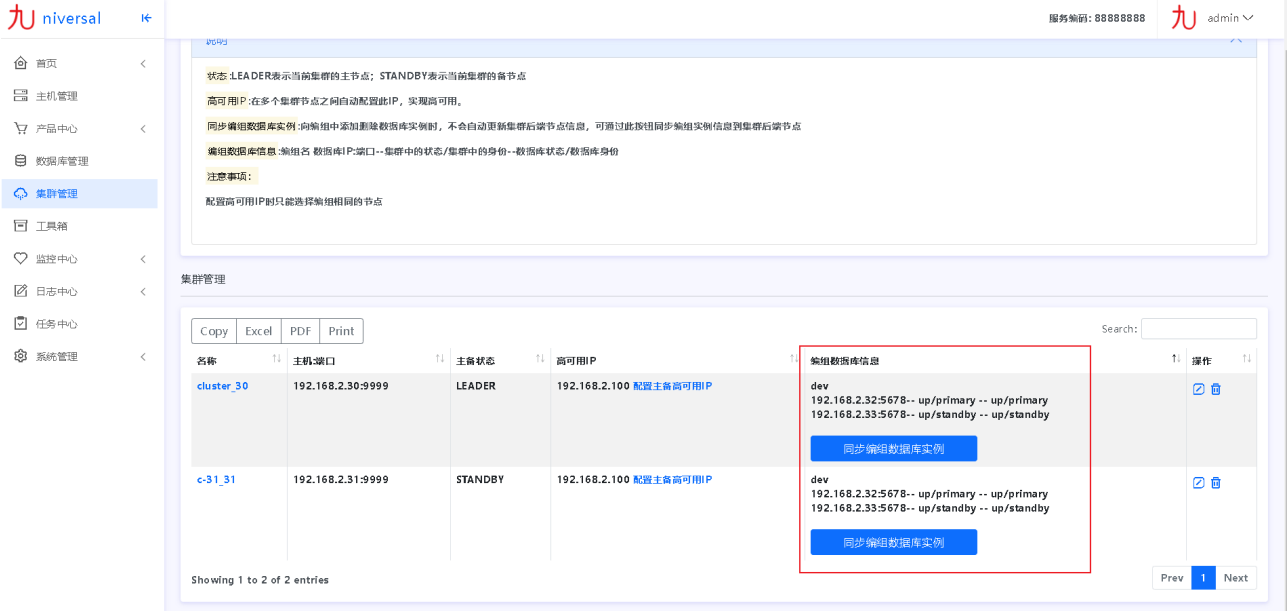 九 niversal
服务编码: 88888888
九 admin
首页
主机管理
产品中心
数据库管理
集群管理
工具箱
监控中心
日志中心
任务中心
系统管理
说明
状态:LEADER表示当前集群的主节点；STANDBY表示当前集群的备节点
高可用IP:在多个集群节点之间自动配置此IP，实现高可用。
同步编组数据库实例:向编组中添加删除数据库实例时，不会自动更新集群后端节点信息，可通过此按钮同步编组实例信息到集群后端节点
编组数据库信息:编组名 数据库IP:端口--集群中的状态/集群中的身份--数据库状态/数据库身份
注意事项：
配置高可用IP时只能选择编组相同的节点
集群管理
Copy Excel PDF Print
Search:
名称 主机:端口 主备状态 高可用IP 编组数据库信息 操作
cluster_30 192.168.2.30:9999 LEADER 192.168.2.100 配置主备高可用IP dev
192.168.2.32:5678-- up/primary -- up/primary
192.168.2.33:5678-- up/standby -- up/standby
同步编组数据库实例
c-31_31 192.168.2.31:9999 STANDBY 192.168.2.100 配置主备高可用IP dev
192.168.2.32:5678-- up/primary -- up/primary
192.168.2.33:5678-- up/standby -- up/standby
同步编组数据库实例
Showing 1 to 2 of 2 entries
Prev 1 Next